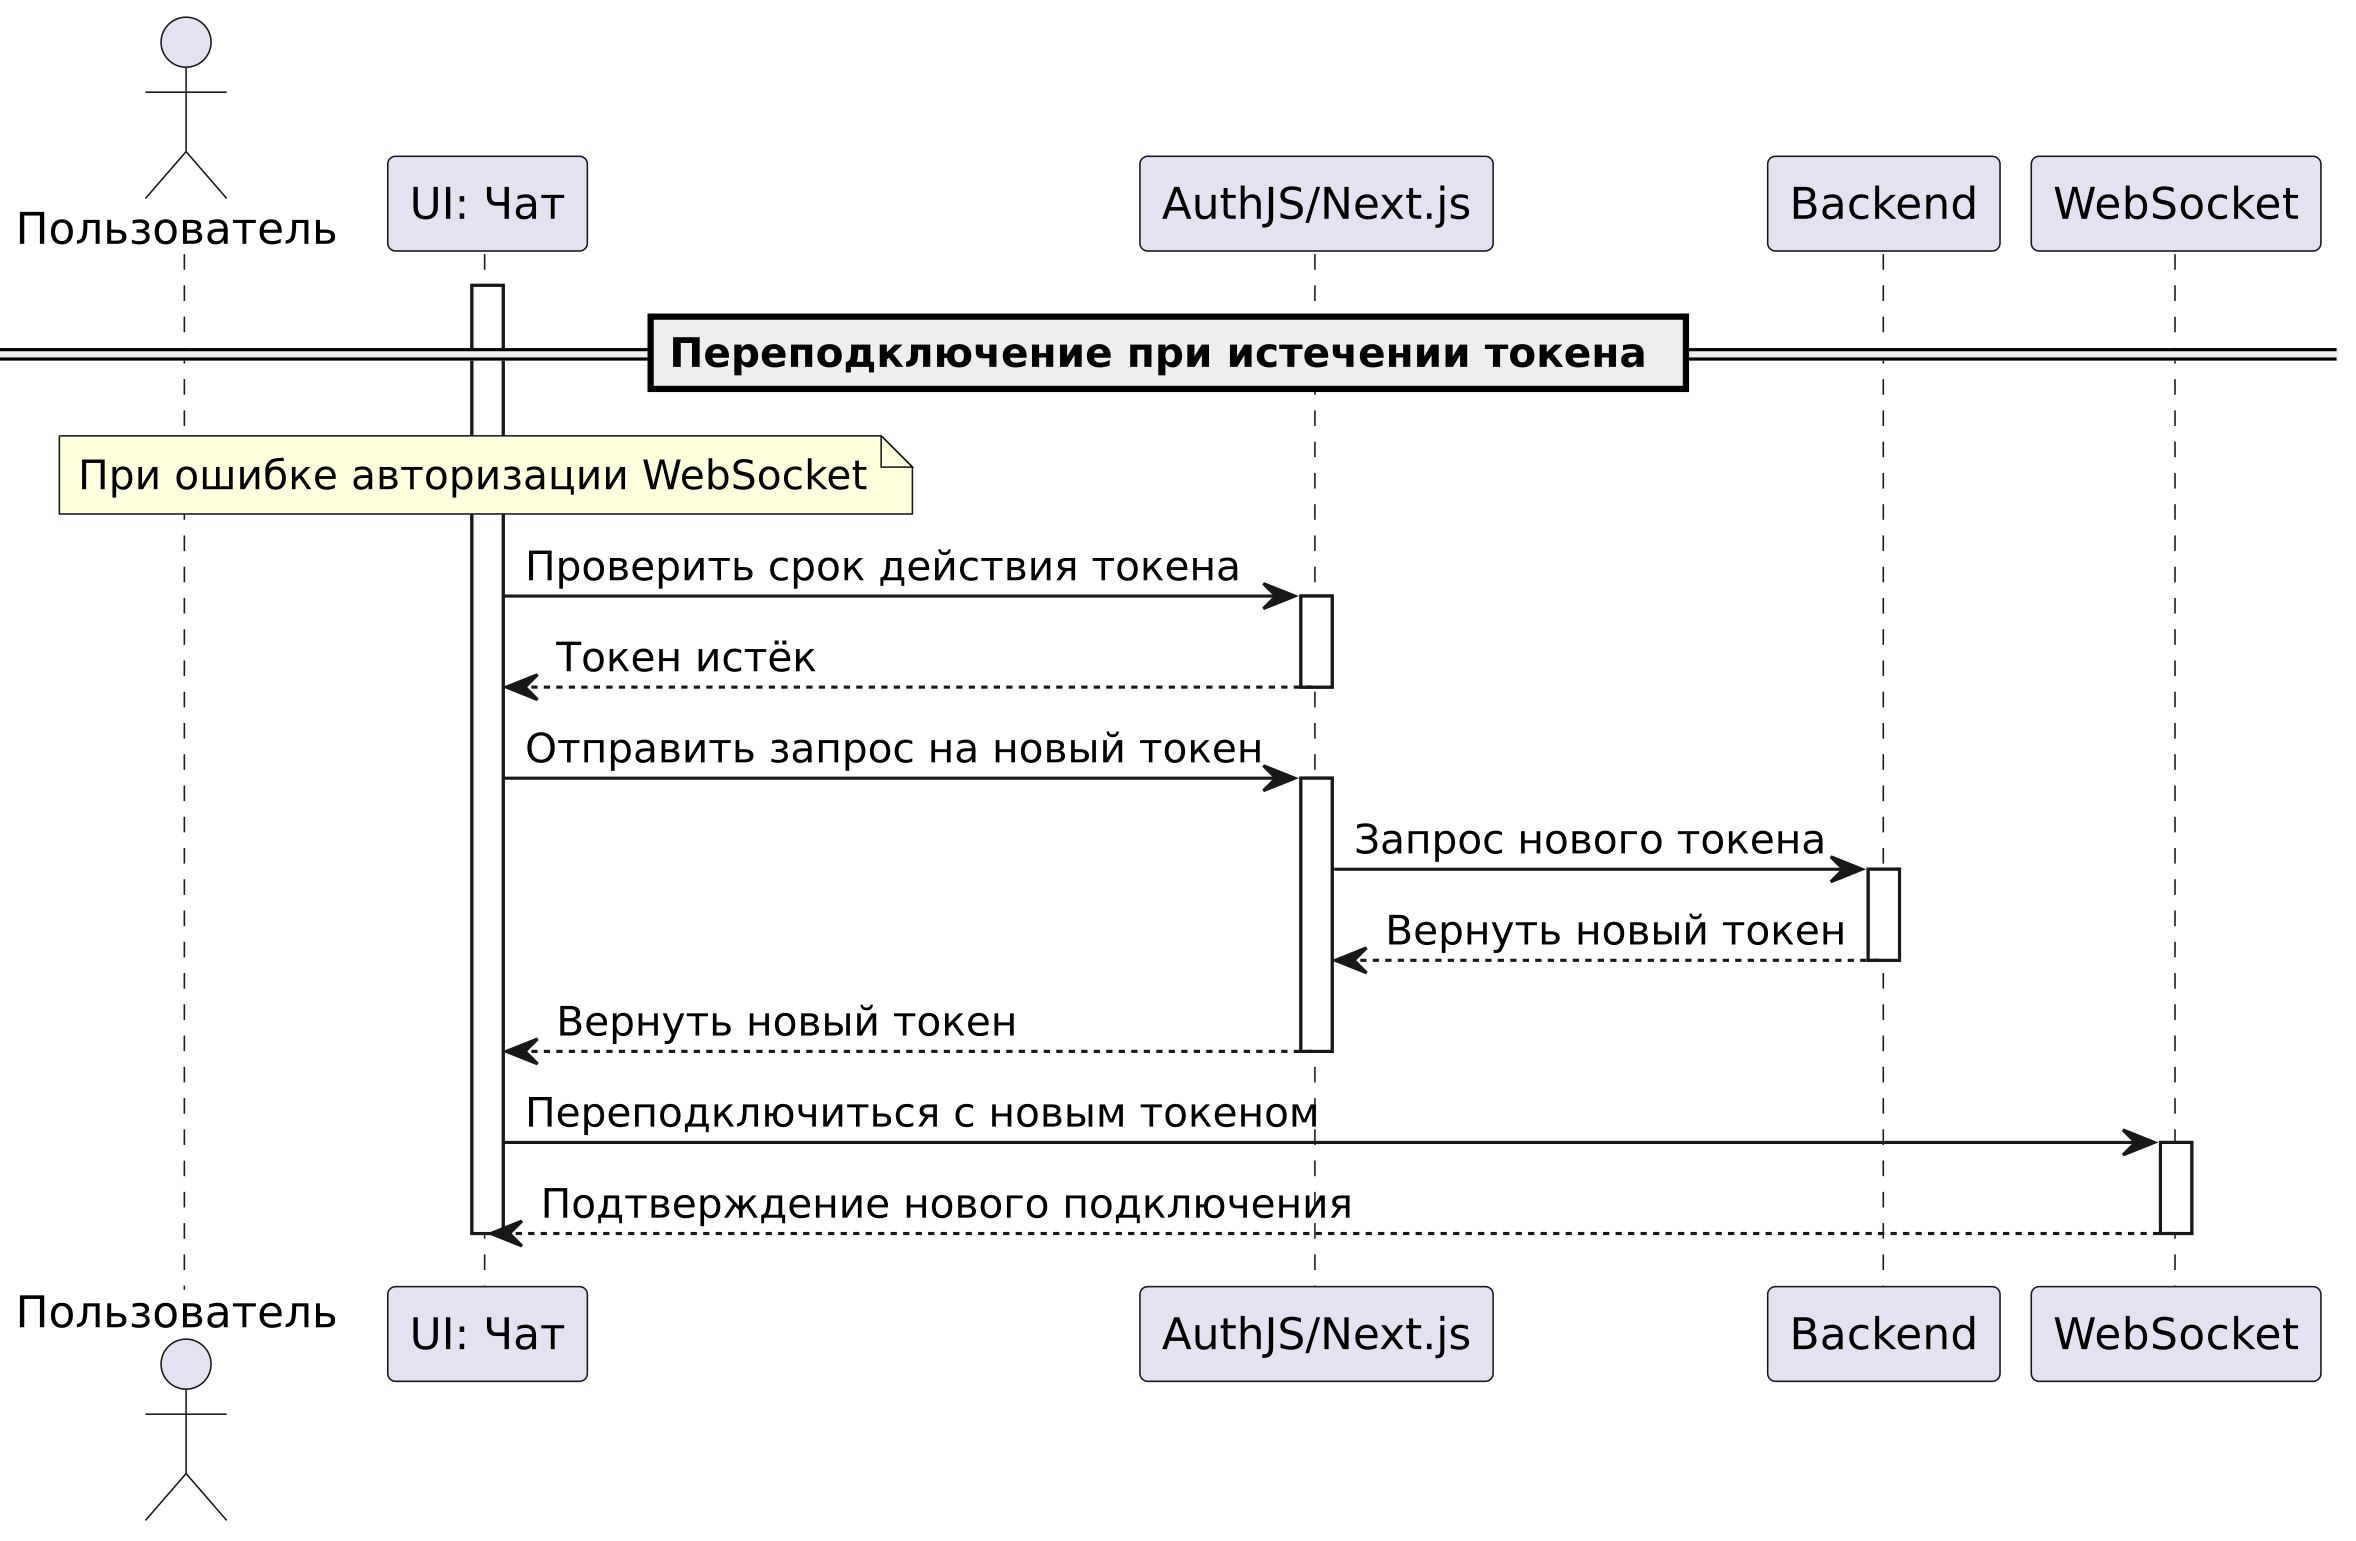 Пользователь
UI: Чат
AuthJS/Next.js
Backend
WebSocket
Переподключение при истечении токена
При ошибке авторизации WebSocket
Проверить срок действия токена
Токен истёк
Отправить запрос на новый токен
Запрос нового токена
Вернуть новый токен
Вернуть новый токен
Переподключиться с новым токеном
Подтверждение нового подключения
Пользователь
UI: Чат
AuthJS/Next.js
Backend
WebSocket